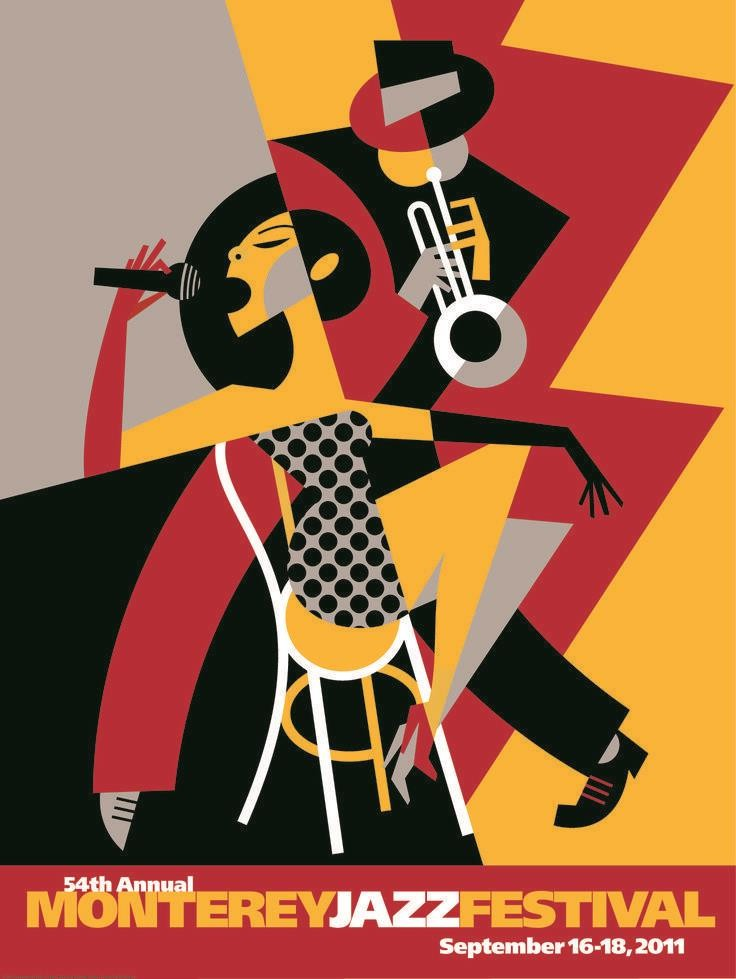 54th Annual
MONTEREYJAZZFESTIVAL
September 16-18, 2011